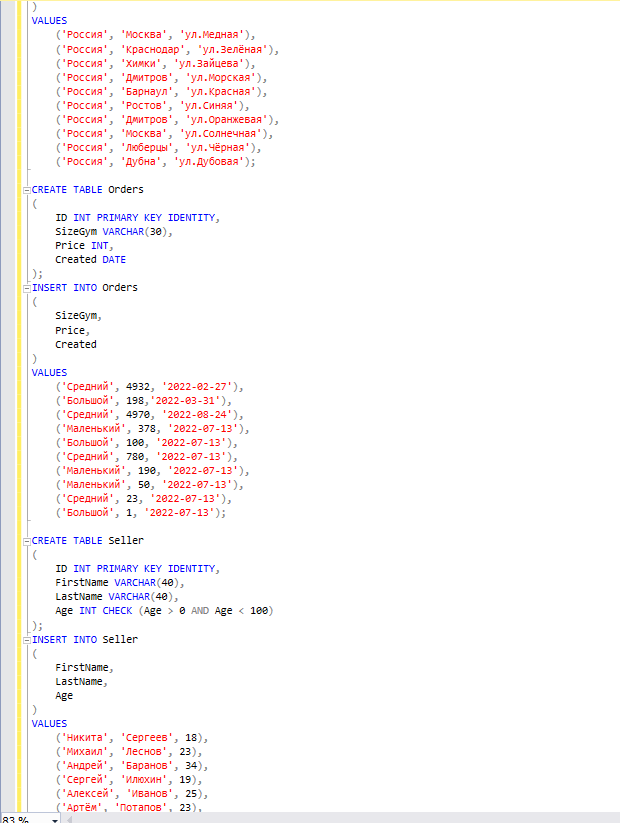 )
VALUES
('Россия', 'Москва', 'ул.Медная'),
('Россия', 'Краснодар', 'ул.Зелёная'),
('Россия', 'Химки', 'ул.Зайцева'),
('Россия', 'Дмитров', 'ул.Морская'),
('Россия', 'Барнаул', 'ул.Красная'),
('Россия', 'Ростов', 'ул.Синяя'),
('Россия', 'Дмитров', 'ул.Оранжевая'),
('Россия', 'Москва', 'ул.Солнечная'),
('Россия', 'Люберцы', 'ул.Чёрная'),
('Россия', 'Дубна', 'ул.Дубовая');
CREATE TABLE Orders
(
ID INT PRIMARY KEY IDENTITY,
SizeGym VARCHAR(30),
Price INT,
Created DATE
);
INSERT INTO Orders
(
SizeGym,
Price,
Created
)
VALUES
('Средний', 4932, '2022-02-27'),
('Большой', 198,'2022-03-31'),
('Средний', 4970, '2022-08-24'),
('Маленький', 378, '2022-07-13'),
('Большой', 100, '2022-07-13'),
('Средний', 780, '2022-07-13'),
('Маленький', 190, '2022-07-13'),
('Маленький', 50, '2022-07-13'),
('Средний', 23, '2022-07-13'),
('Большой', 1, '2022-07-13');
CREATE TABLE Seller
(
ID INT PRIMARY KEY IDENTITY,
FirstName VARCHAR(40),
LastName VARCHAR(40),
Age INT CHECK (Age > 0 AND Age < 100)
);
INSERT INTO Seller
(
FirstName,
LastName,
Age
)
VALUES
('Никита', 'Сергеев', 18),
('Михаил', 'Леснов', 23),
('Андрей', 'Баранов', 34),
('Сергей', 'Илюхин', 19),
('Алексей', 'Иванов', 25),
('Артём', 'Потапов', 23),
83 %